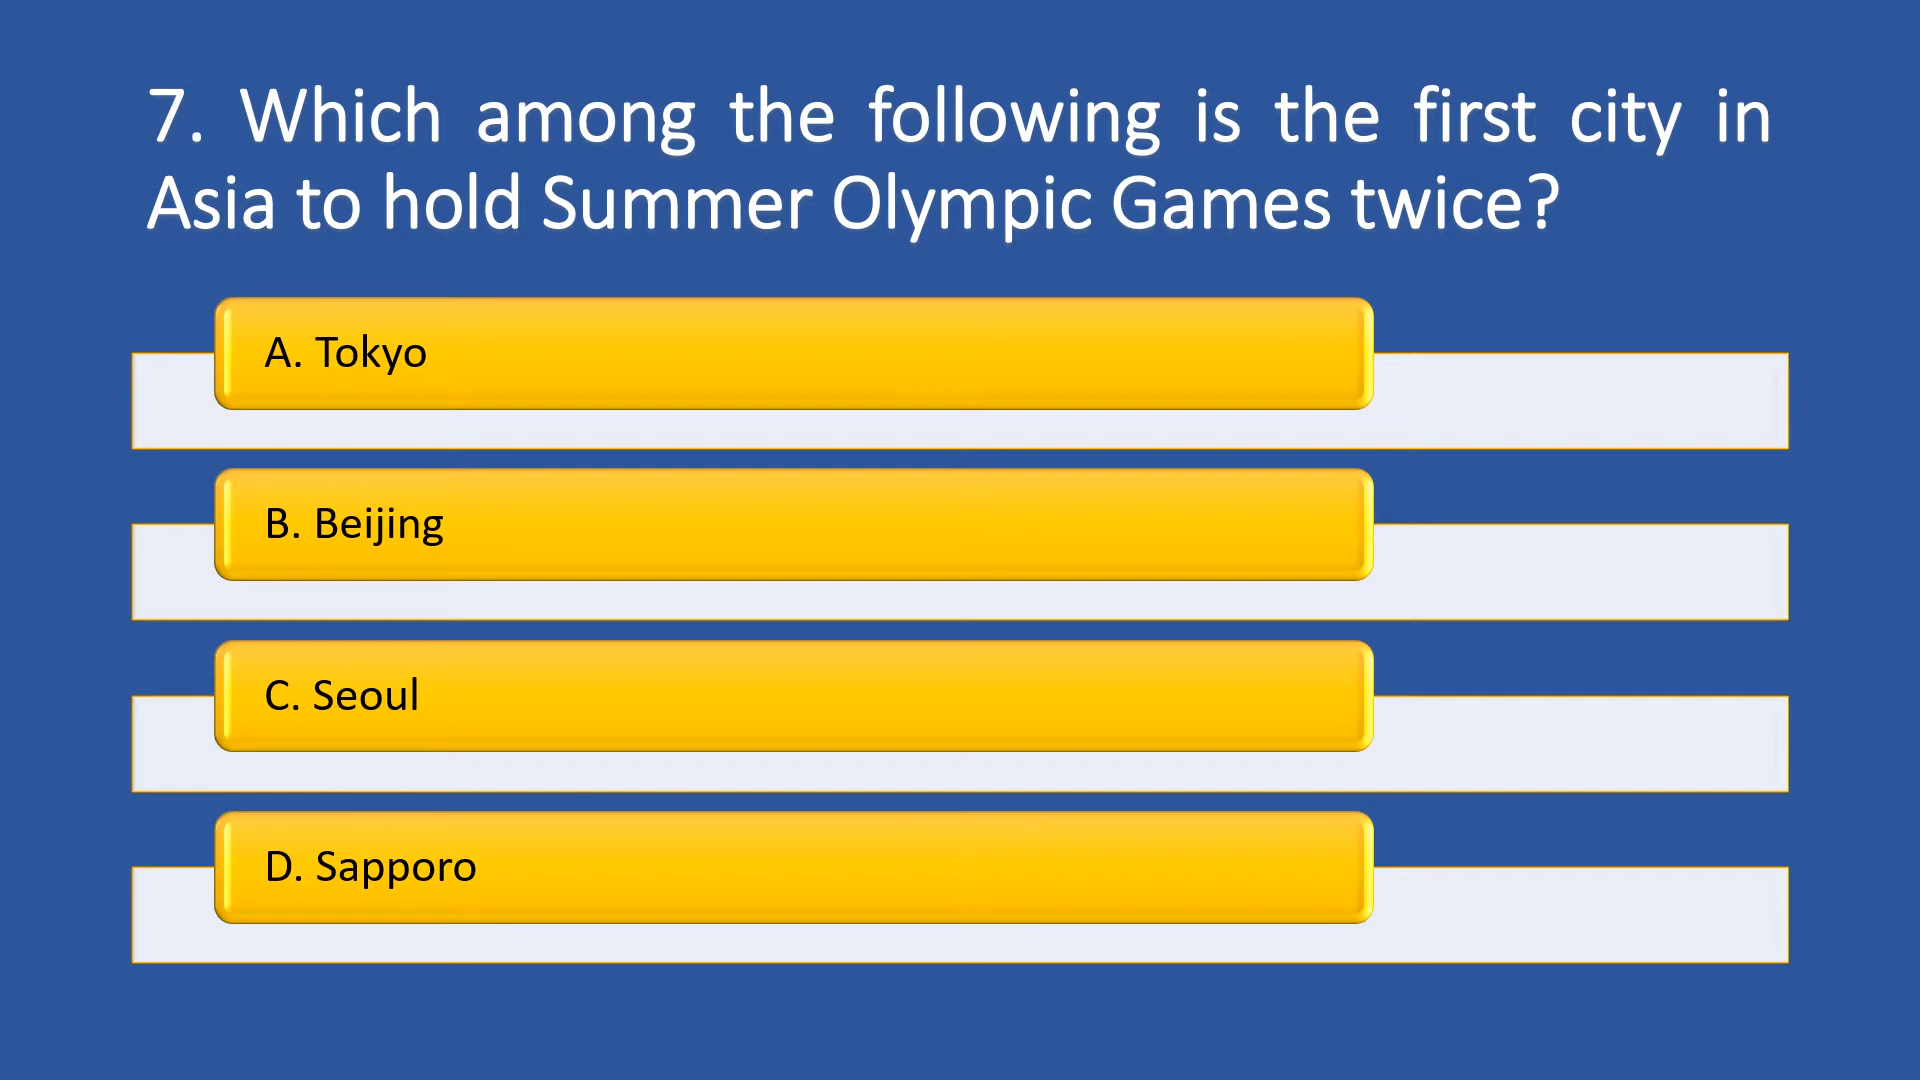 7. Which among the following is the first city in
Asia to hold Summer Olympic Games twice?
A. Tokyo
B. Beijing
C. Seoul
D. Sapporo